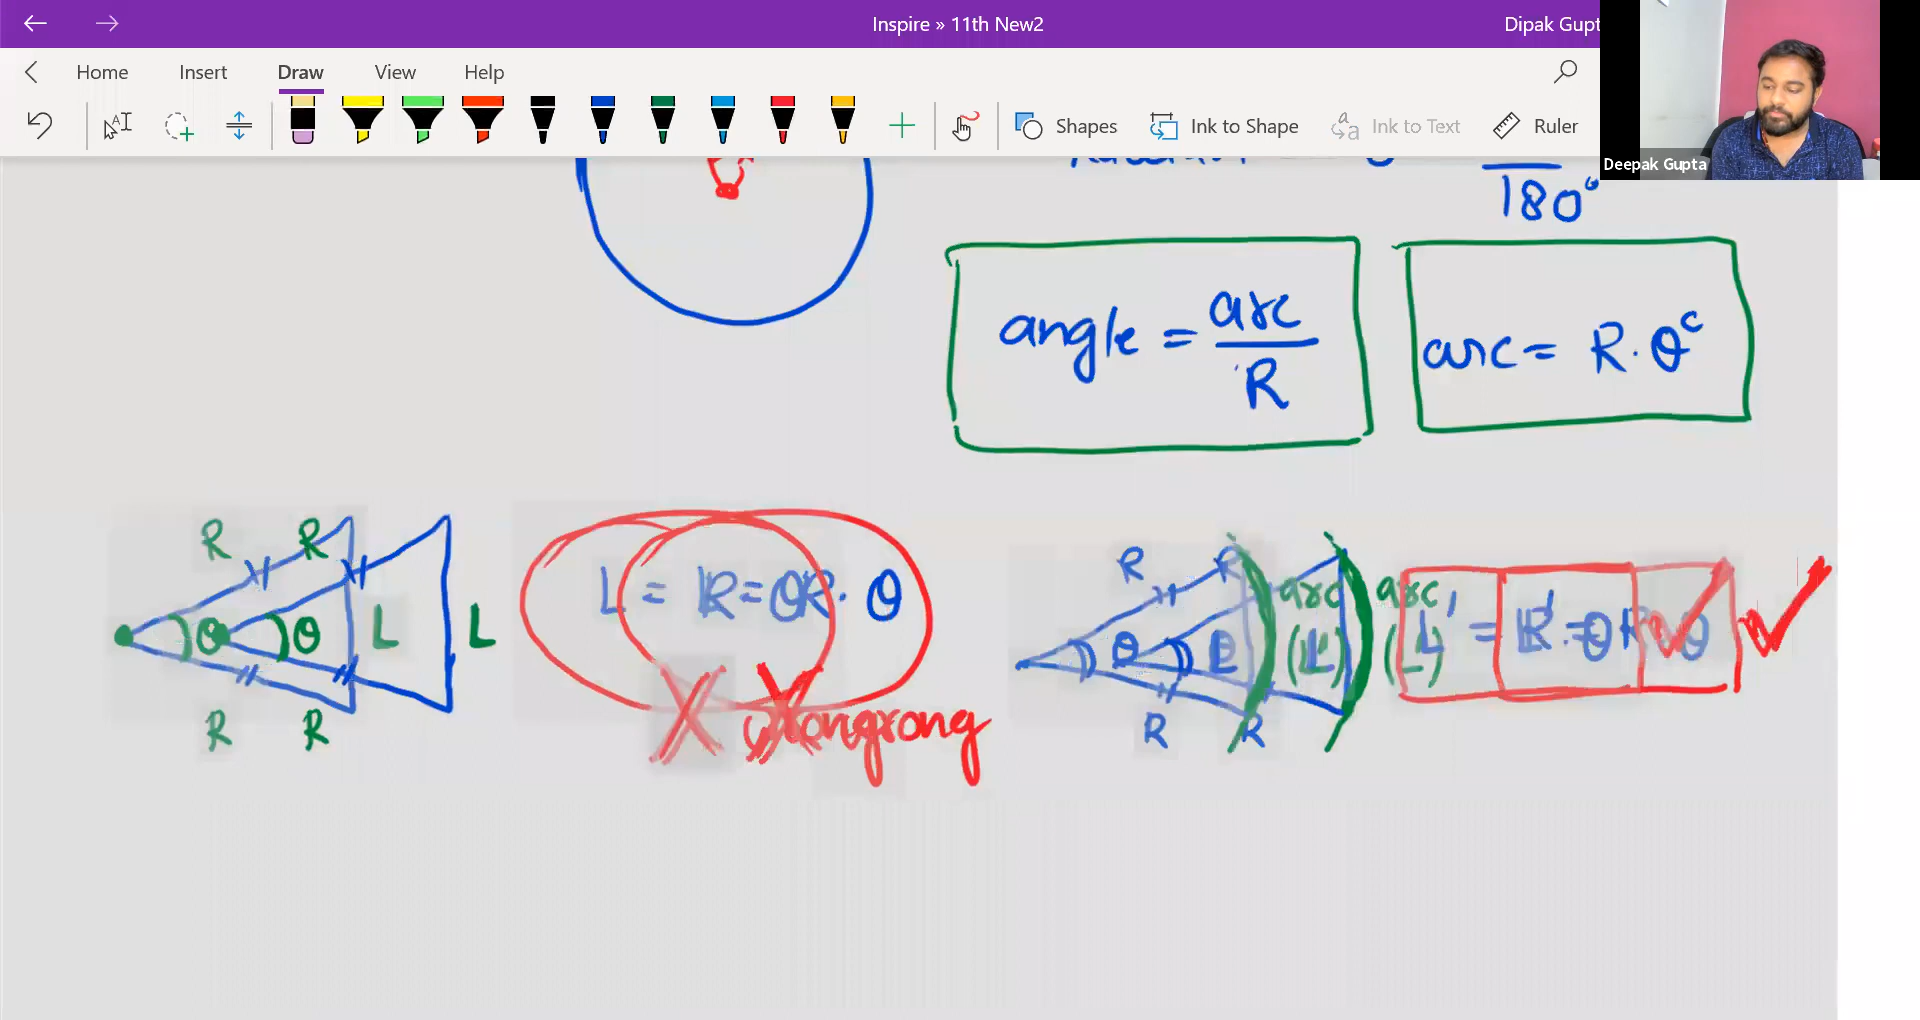 Inspire » 11th New2
Dipak Gupt
Home Insert Draw View Help
Shapes Ink to Shape Ink to Text Ruler
Deepak Gupta
180°
angle = arc
R
arc = R.θᶜ
R R
R R
θ θ L L
L = R.θ
wrong
R R
R R
θ
arc arc
(L) (L)
L' = R.θ